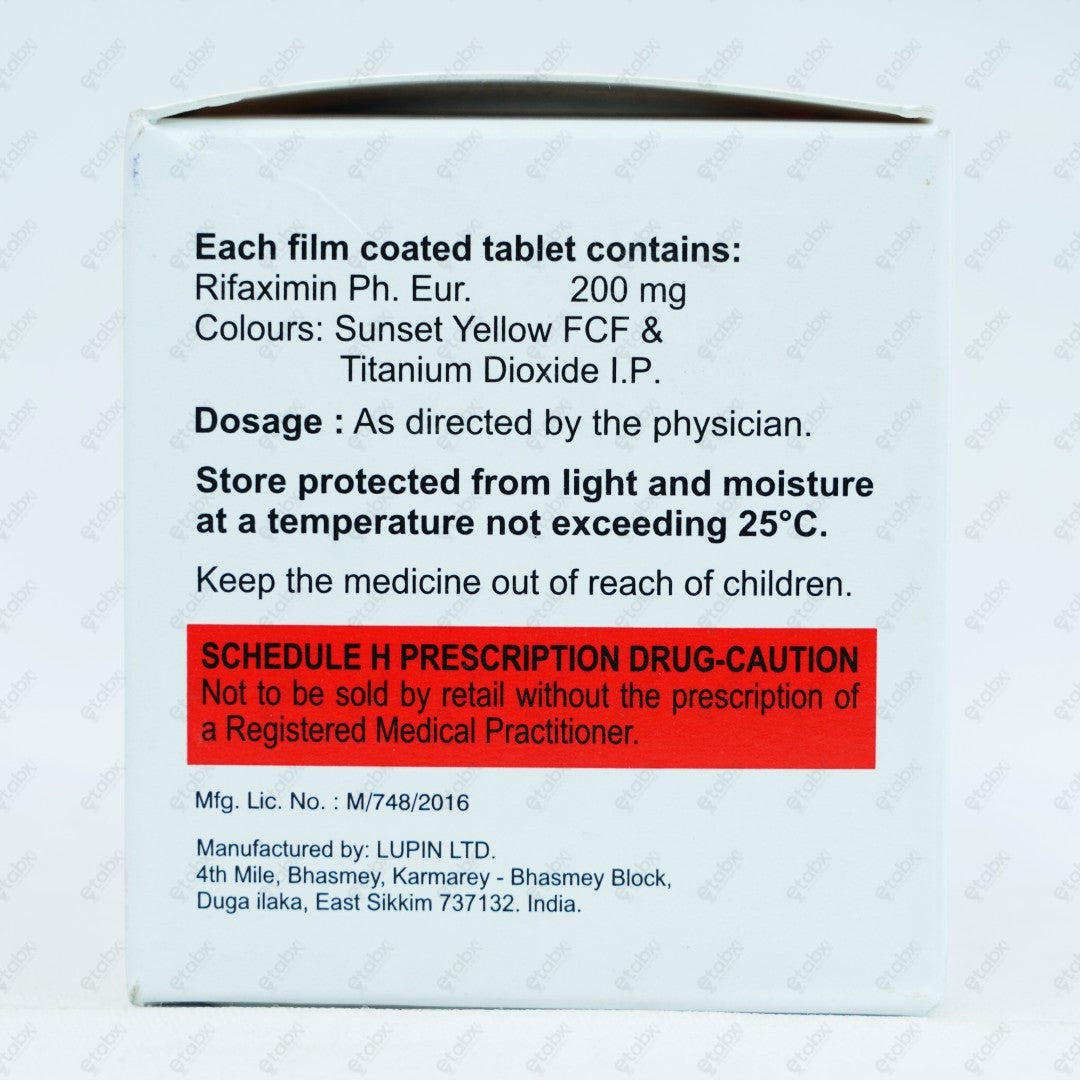 Each film coated tablet contains:
Rifaximin Ph. Eur. 200 mg
Colours: Sunset Yellow FCF &
Titanium Dioxide I.P.
Dosage : As directed by the physician.
Store protected from light and moisture
at a temperature not exceeding 25°C.
Keep the medicine out of reach of children.
SCHEDULE H PRESCRIPTION DRUG-CAUTION
Not to be sold by retail without the prescription of
a Registered Medical Practitioner.
Mfg. Lic. No. : M/748/2016
Manufactured by: LUPIN LTD.
4th Mile, Bhasmey, Karmarey - Bhasmey Block,
Duga ilaka, East Sikkim 737132. India.
etabx